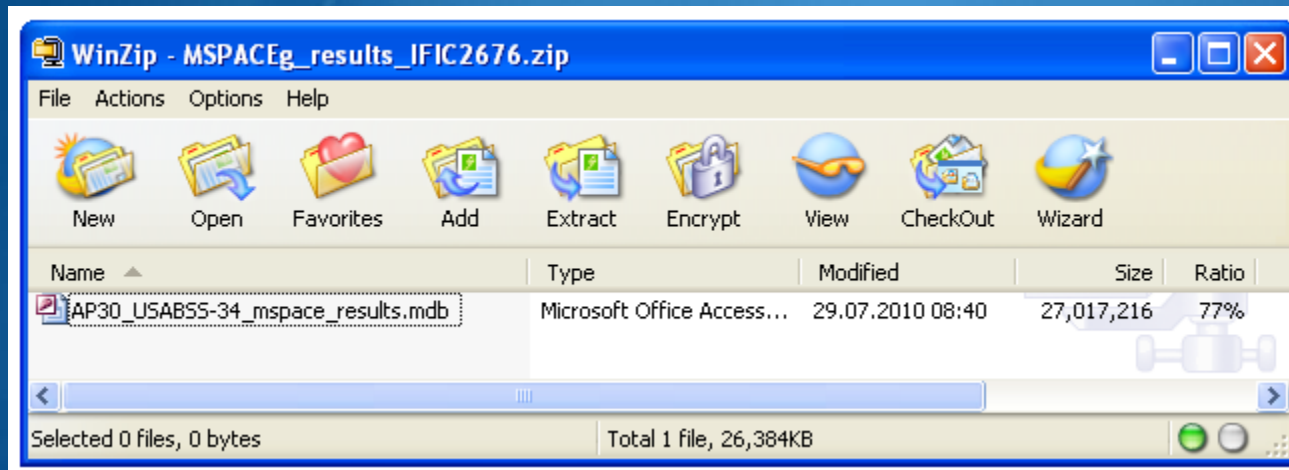 WinZip - MSPACEg_results_IFIC2676.zip
File Actions Options Help
New Open Favorites Add Extract Encrypt View CheckOut Wizard
Name Type Modified Size Ratio
AP30_USABSS-34_mspace_results.mdb Microsoft Office Access... 29.07.2010 08:40 27,017,216 77%
Selected 0 files, 0 bytes Total 1 file, 26,384KB